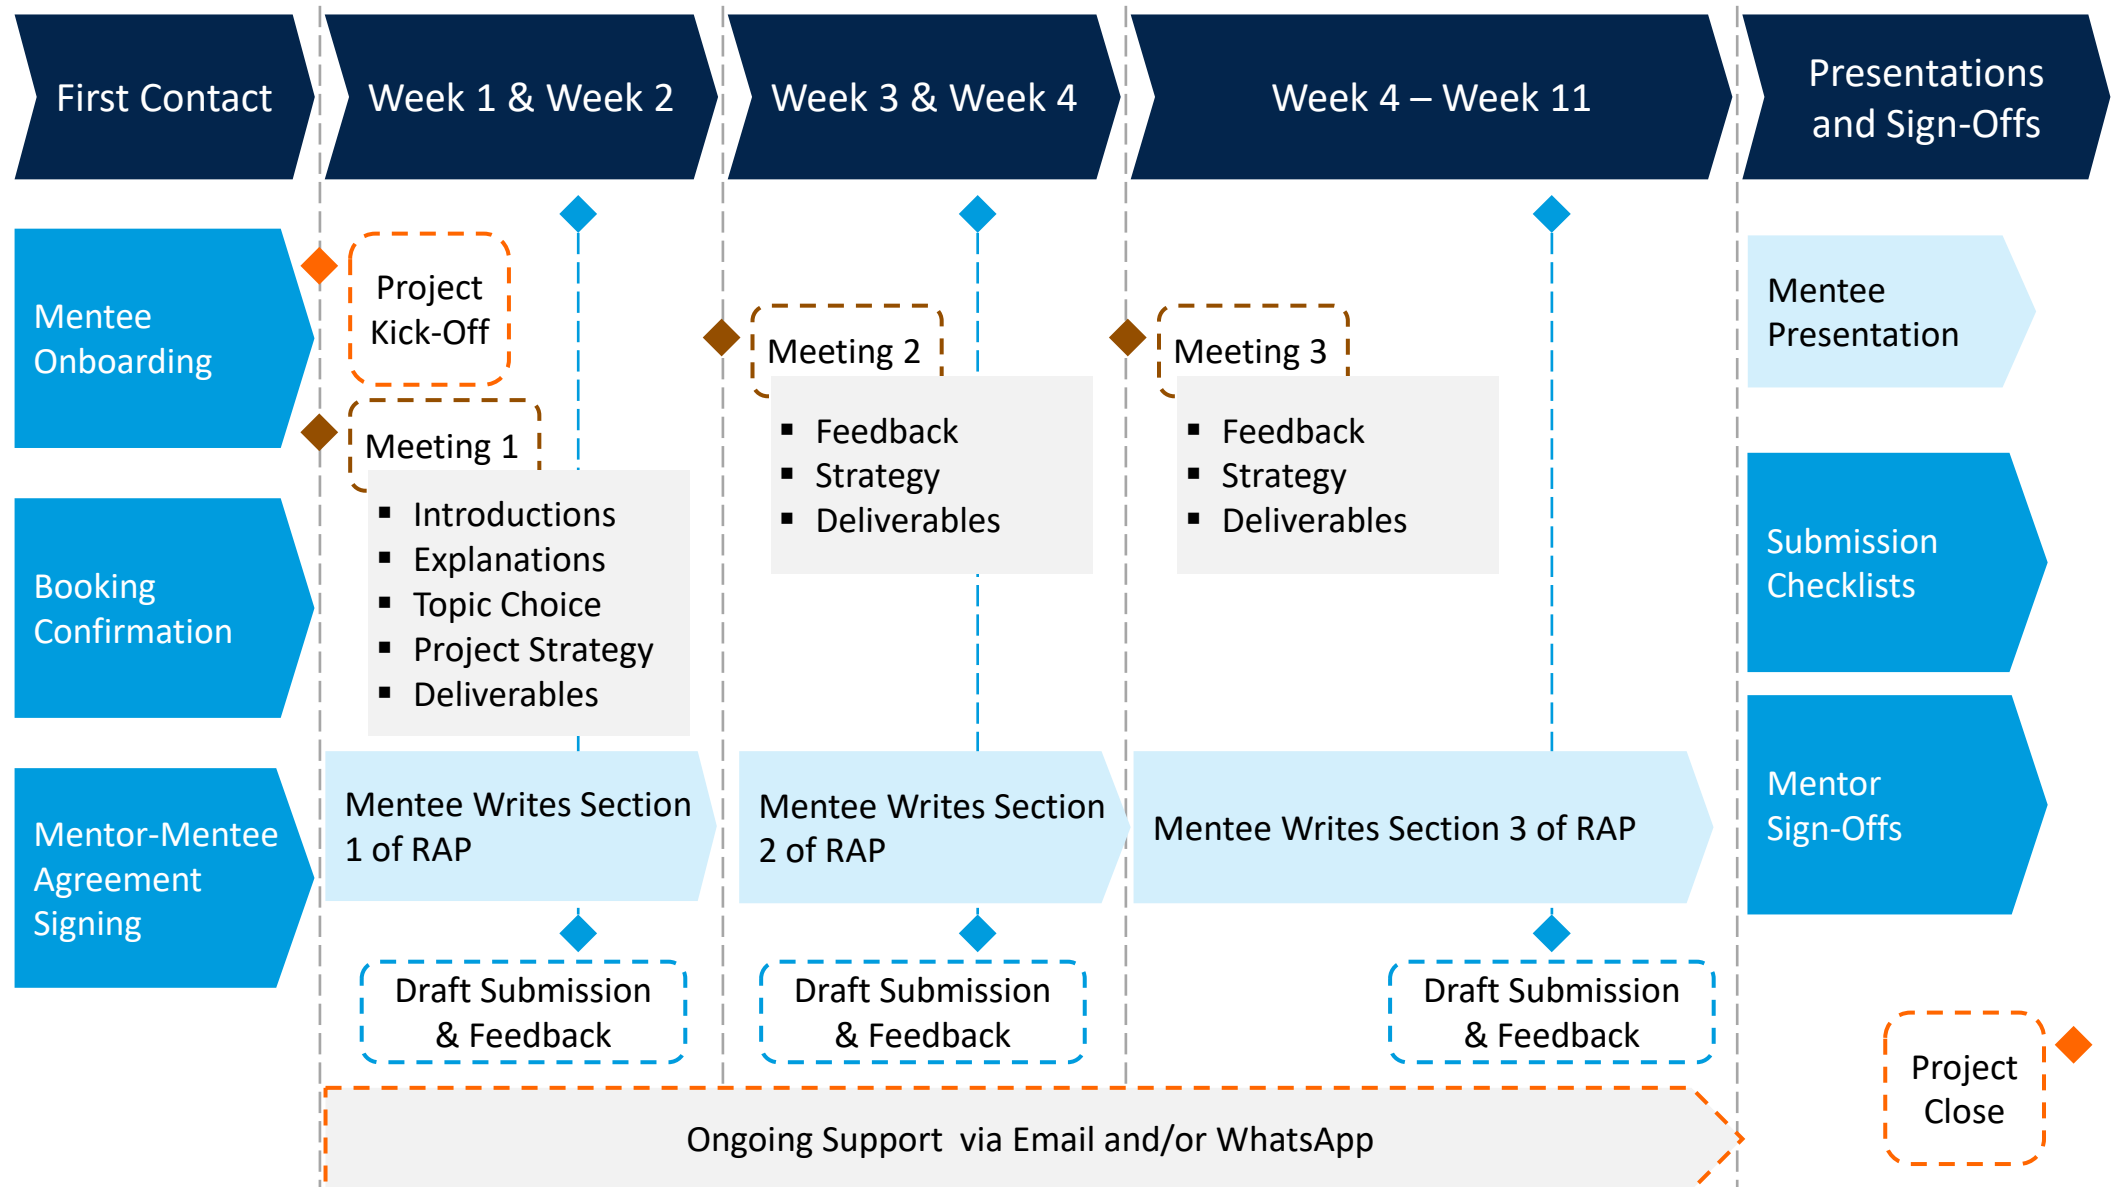 First Contact
Week 1 & Week 2
Week 3 & Week 4
Week 4 – Week 11
Presentations
and Sign-Offs
Mentee
Onboarding
Booking
Confirmation
Mentor-Mentee
Agreement
Signing
Project
Kick-Off
Meeting 1
▪ Introductions
▪ Explanations
▪ Topic Choice
▪ Project Strategy
▪ Deliverables
Mentee Writes Section
1 of RAP
Draft Submission
& Feedback
Meeting 2
▪ Feedback
▪ Strategy
▪ Deliverables
Mentee Writes Section
2 of RAP
Draft Submission
& Feedback
Meeting 3
▪ Feedback
▪ Strategy
▪ Deliverables
Mentee Writes Section 3 of RAP
Draft Submission
& Feedback
Mentee
Presentation
Submission
Checklists
Mentor
Sign-Offs
Project
Close
Ongoing Support  via Email and/or WhatsApp